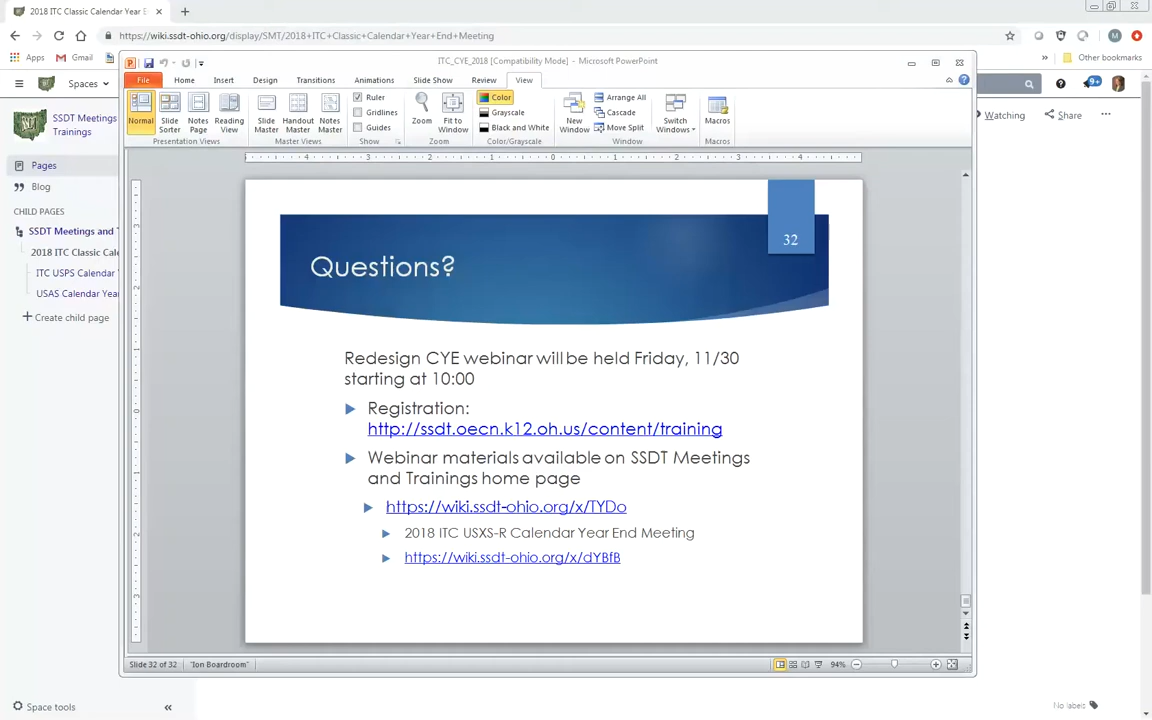 2018 ITC Classic Calendar Year E
https://wiki.ssdt-ohio.org/display/SMT/2018+ITC+Classic+Calendar+Year+End+Meeting
M
Apps
Gmail
»
Other bookmarks
ITC_CYE_2018 [Compatibility Mode] - Microsoft PowerPoint
Spaces
9+
File
Home
Insert
Design
Transitions
Animations
Slide Show
Review
View
Normal
Slide Sorter
Notes Page
Reading View
Slide Master
Handout Master
Notes Master
Ruler
Gridlines
Guides
Zoom
Fit to Window
Color
Grayscale
Black and White
New Window
Arrange All
Cascade
Move Split
Switch Windows
Macros
Presentation Views
Master Views
Show
Zoom
Color/Grayscale
Window
Macros
SSDT Meetings
Trainings
Watching
Share
Pages
Blog
CHILD PAGES
SSDT Meetings and T
2018 ITC Classic Cale
ITC USPS Calendar
USAS Calendar Yea
Create child page
32
Questions?
Redesign CYE webinar will be held Friday, 11/30
starting at 10:00
Registration:
http://ssdt.oecn.k12.oh.us/content/training
Webinar materials available on SSDT Meetings
and Trainings home page
https://wiki.ssdt-ohio.org/x/TYDo
2018 ITC USXS-R Calendar Year End Meeting
https://wiki.ssdt-ohio.org/x/dYBfB
Slide 32 of 32
"Ion Boardroom"
94%
Space tools
«
No labels